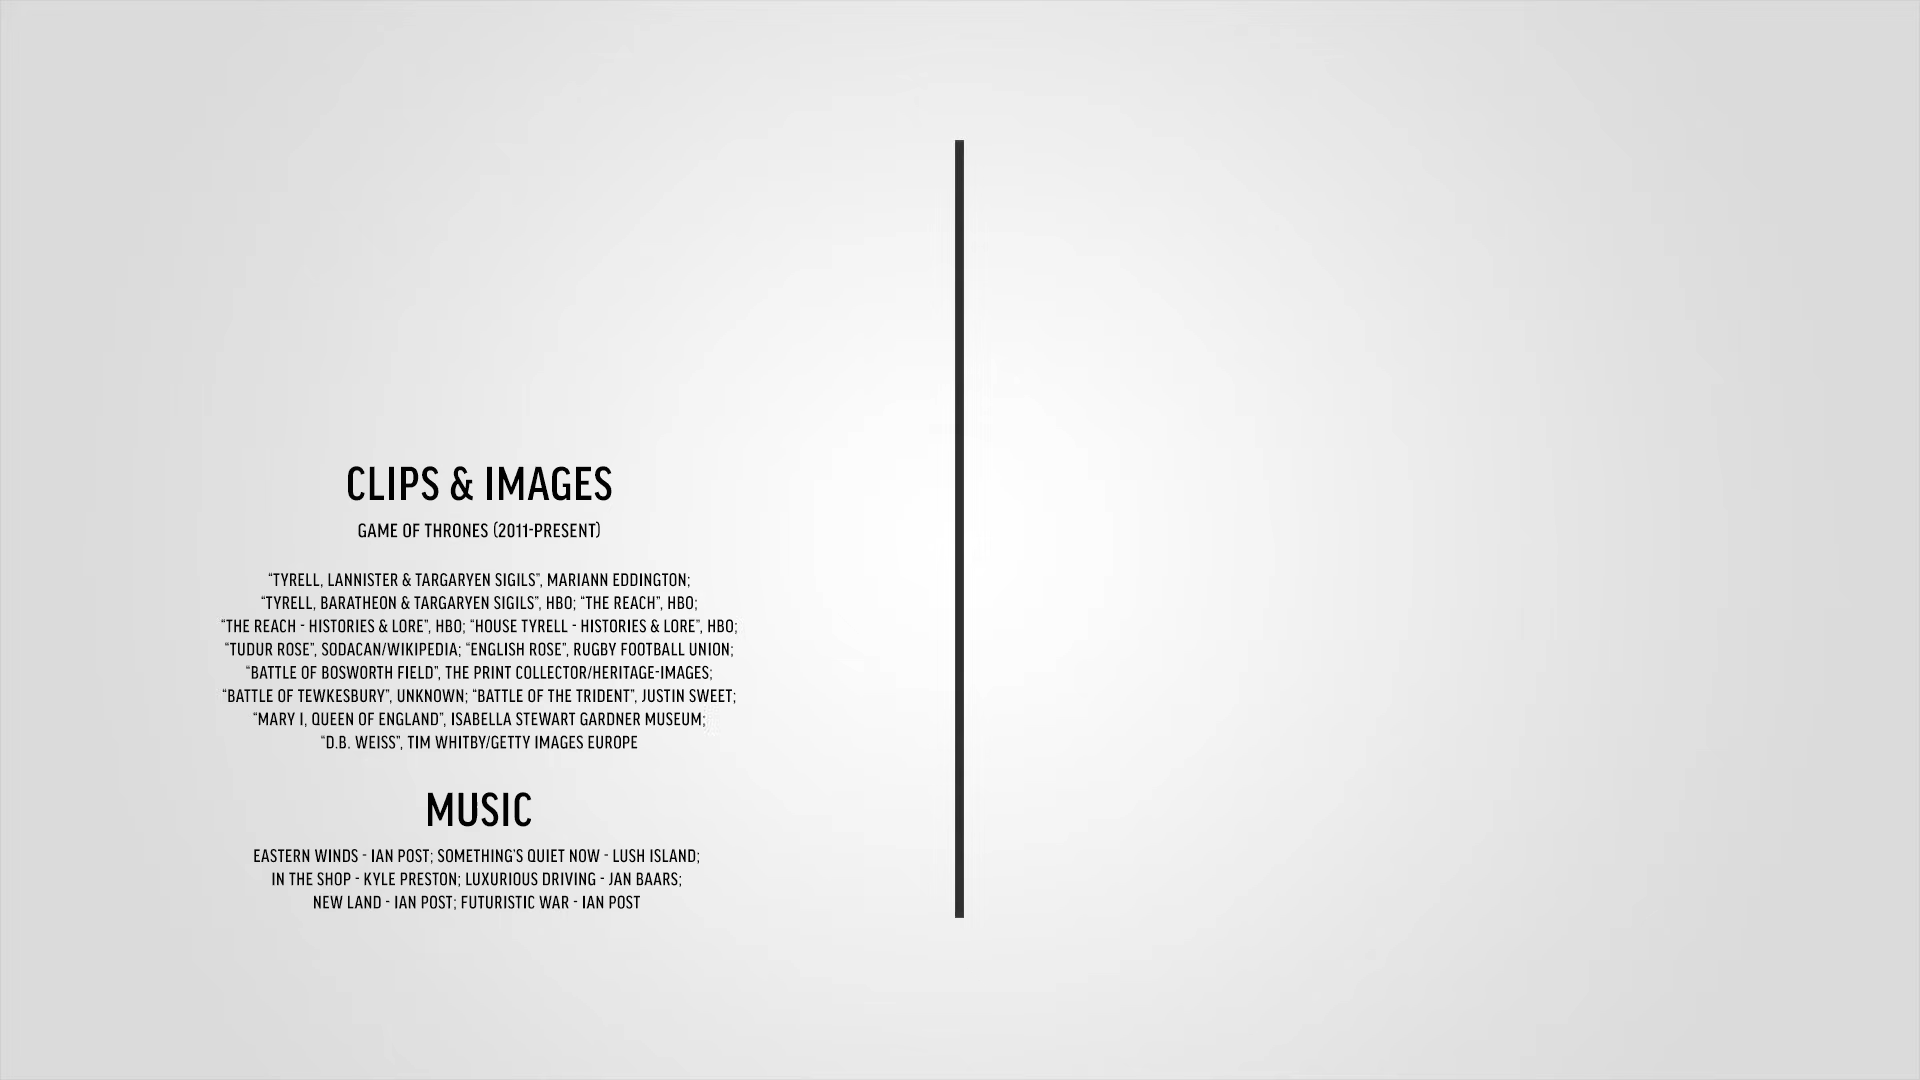 CLIPS & IMAGES
GAME OF THRONES (2011-PRESENT)
“TYRELL, LANNISTER & TARGARYEN SIGILS”, MARIANN EDDINGTON;
“TYRELL, BARATHEON & TARGARYEN SIGILS”, HBO; “THE REACH”, HBO;
“THE REACH - HISTORIES & LORE”, HBO; “HOUSE TYRELL - HISTORIES & LORE”, HBO;
“TUDUR ROSE”, SODACAN/WIKIPEDIA; “ENGLISH ROSE”, RUGBY FOOTBALL UNION;
“BATTLE OF BOSWORTH FIELD”, THE PRINT COLLECTOR/HERITAGE-IMAGES;
“BATTLE OF TEWKESBURY”, UNKNOWN; “BATTLE OF THE TRIDENT”, JUSTIN SWEET;
“MARY I, QUEEN OF ENGLAND”, ISABELLA STEWART GARDNER MUSEUM;
“D.B. WEISS”, TIM WHITBY/GETTY IMAGES EUROPE
MUSIC
EASTERN WINDS - IAN POST; SOMETHING'S QUIET NOW - LUSH ISLAND;
IN THE SHOP - KYLE PRESTON; LUXURIOUS DRIVING - JAN BAARS;
NEW LAND - IAN POST; FUTURISTIC WAR - IAN POST